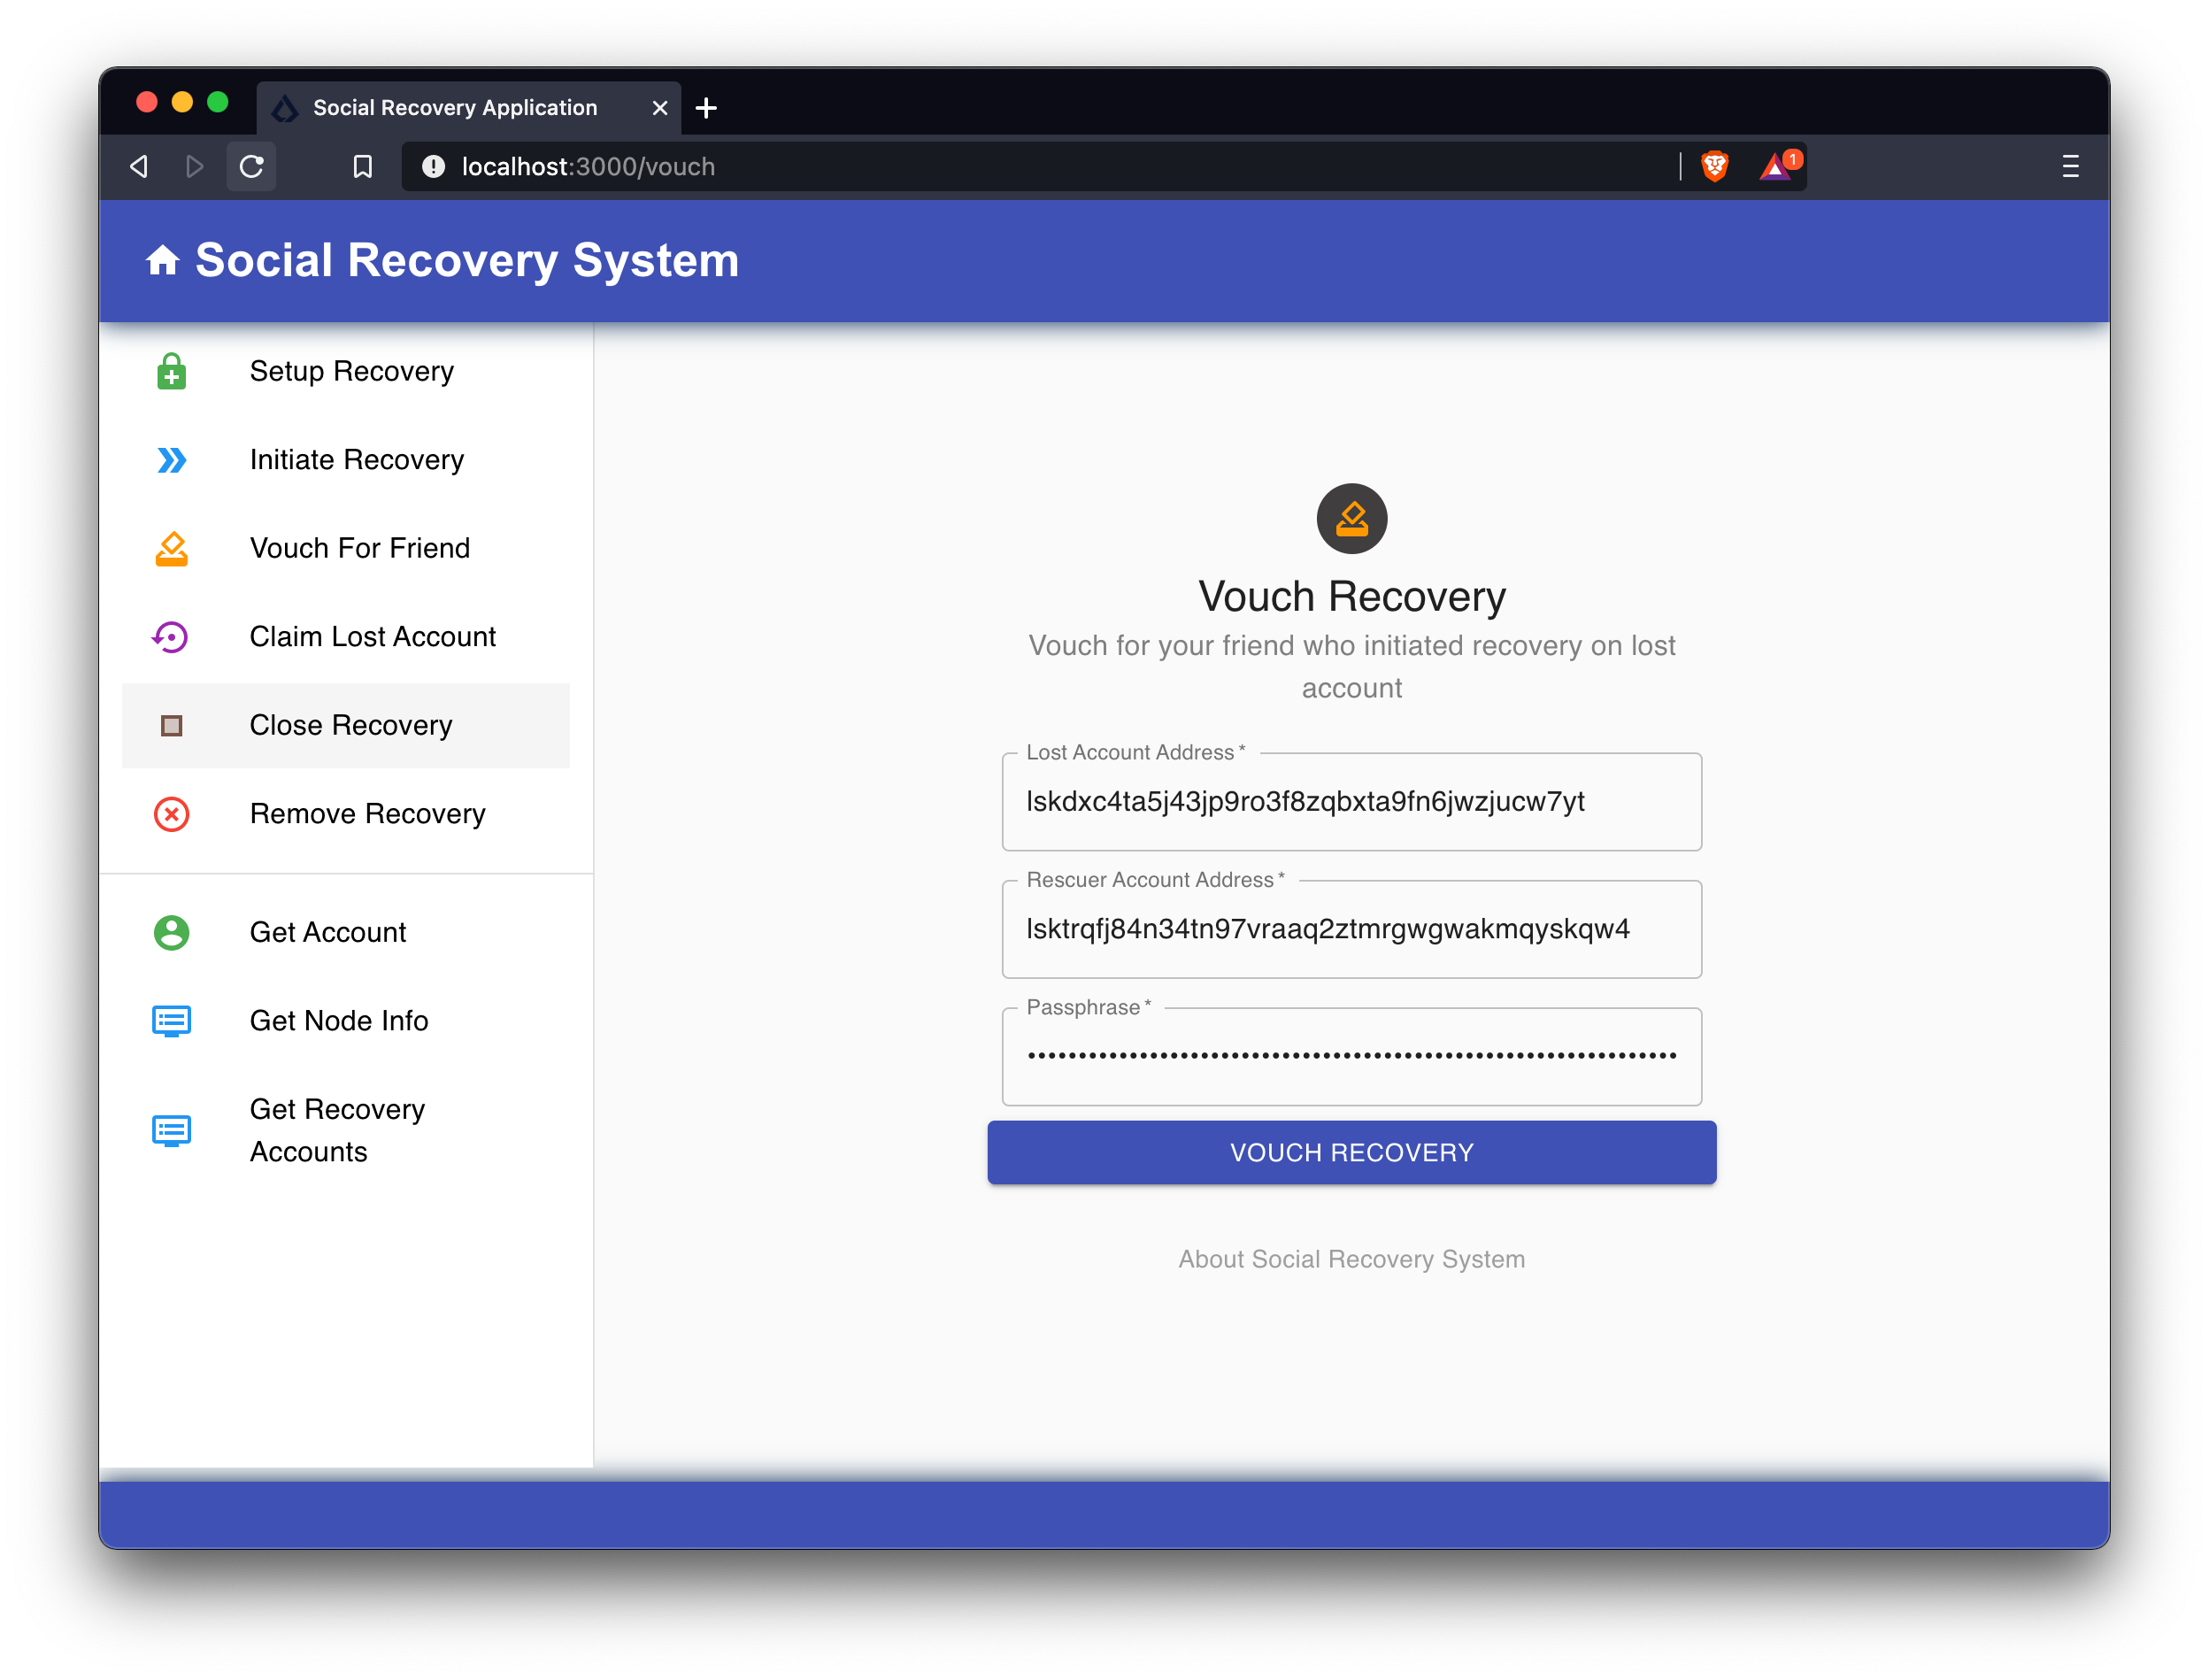 Social Recovery Application
localhost:3000/vouch
1
Social Recovery System
Setup Recovery
Initiate Recovery
Vouch For Friend
Claim Lost Account
Close Recovery
Remove Recovery
Get Account
Get Node Info
Get Recovery
Accounts
Vouch Recovery
Vouch for your friend who initiated recovery on lost
account
Lost Account Address *
lskdxc4ta5j43jp9ro3f8zqbxta9fn6jwzjucw7yt
Rescuer Account Address *
lsktrqfj84n34tn97vraaq2ztmrgwgwakmqyskqw4
Passphrase *
VOUCH RECOVERY
About Social Recovery System